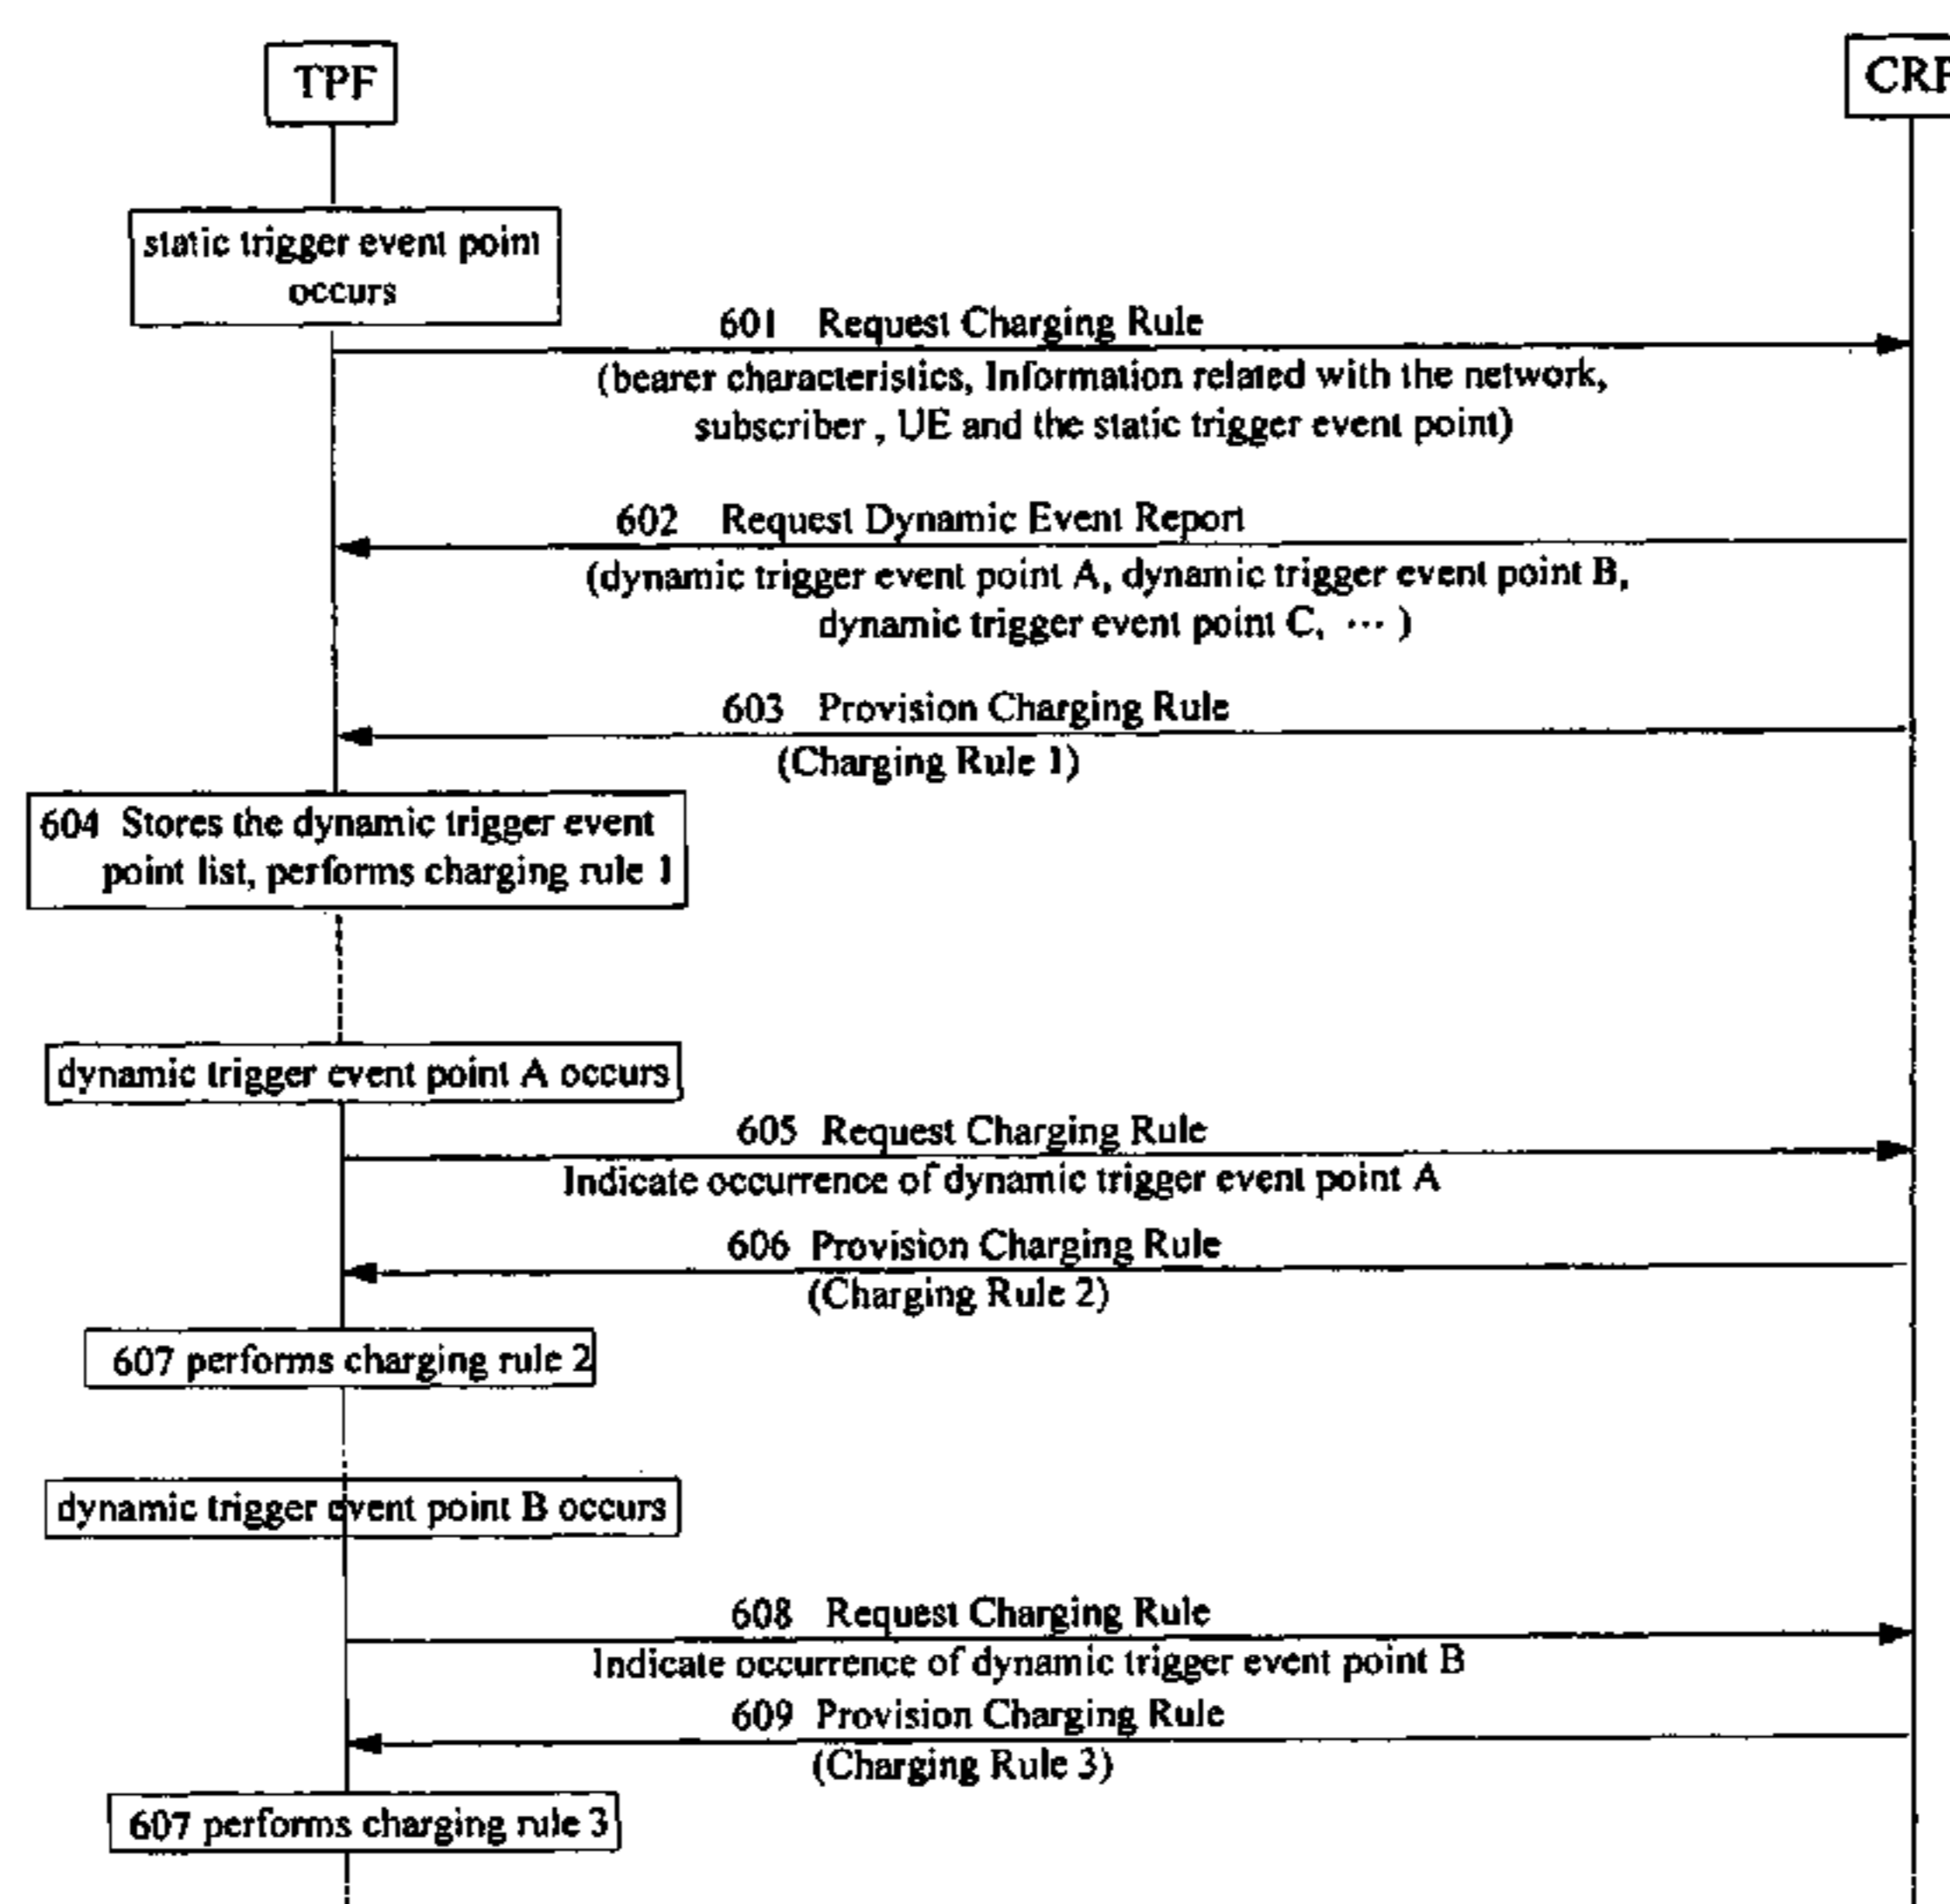 TPF
CRF
static trigger event point
occurs
601 Request Charging Rule
(bearer characteristics, Information related with the network,
subscriber , UE and the static trigger event point)
602 Request Dynamic Event Report
(dynamic trigger event point A, dynamic trigger event point B,
dynamic trigger event point C, ··· )
603 Provision Charging Rule
(Charging Rule 1)
604 Stores the dynamic trigger event
point list, performs charging rule 1
dynamic trigger event point A occurs
605 Request Charging Rule
Indicate occurrence of dynamic trigger event point A
606 Provision Charging Rule
(Charging Rule 2)
607 performs charging rule 2
dynamic trigger event point B occurs
608 Request Charging Rule
Indicate occurrence of dynamic trigger event point B
609 Provision Charging Rule
(Charging Rule 3)
607 performs charging rule 3